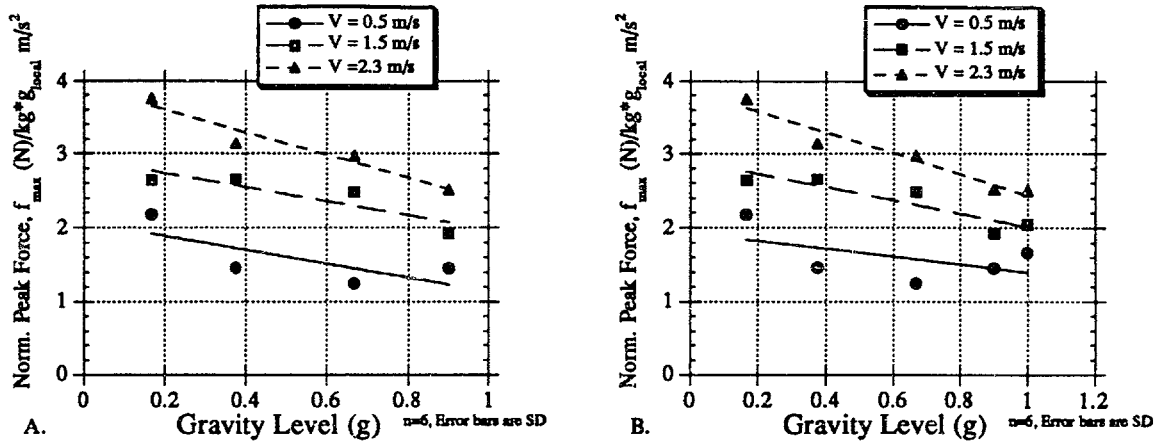 V = 0.5 m/s
V = 1.5 m/s
V =2.3 m/s
Norm. Peak Force, f_max (N)/kg*g_local m/s²
4
3
2
1
0
0 0.2 0.4 0.6 0.8 1
A. Gravity Level (g) n=6, Error bars are SD
V = 0.5 m/s
V = 1.5 m/s
V = 2.3 m/s
Norm. Peak Force, f_max (N)/kg*g_local m/s²
4
3
2
1
0
0 0.2 0.4 0.6 0.8 1.0 1.2
B. Gravity Level (g) n=6, Error bars are SD